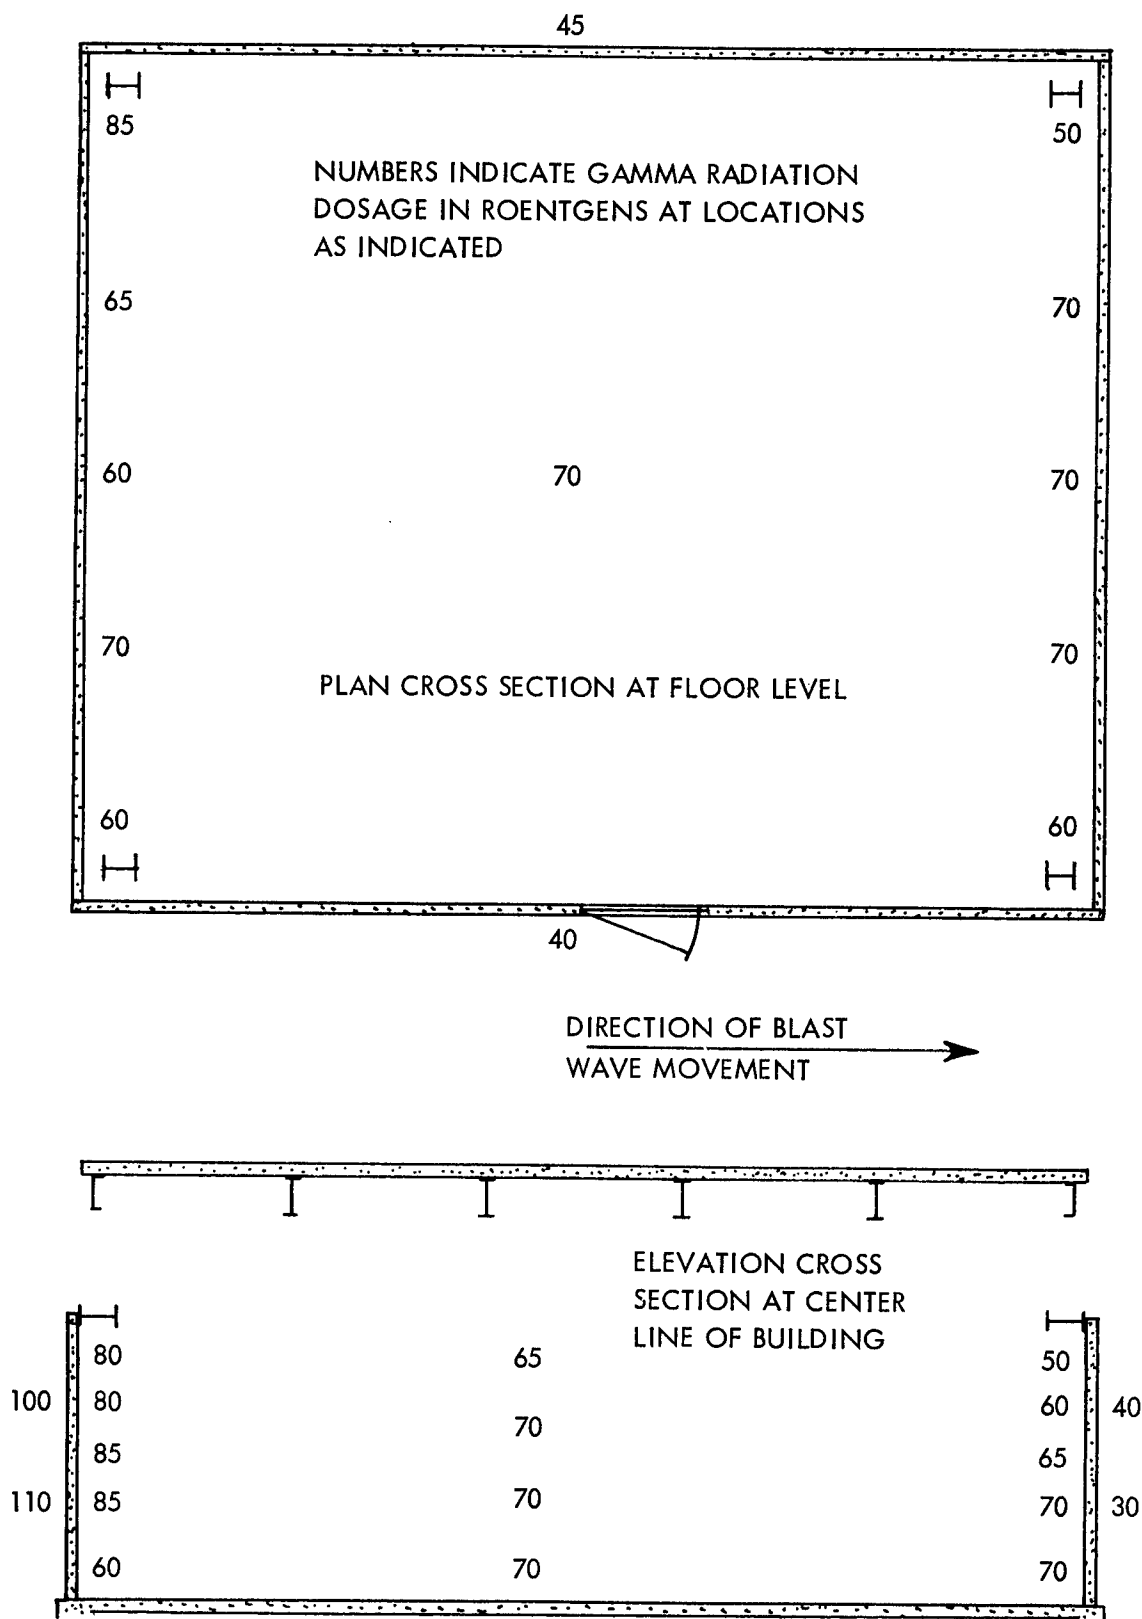 45
85 50
NUMBERS INDICATE GAMMA RADIATION
DOSAGE IN ROENTGENS AT LOCATIONS
AS INDICATED
65 70
60 70 70
70 70
PLAN CROSS SECTION AT FLOOR LEVEL
60 60
40
DIRECTION OF BLAST
WAVE MOVEMENT
ELEVATION CROSS
SECTION AT CENTER
LINE OF BUILDING
80 65 50
100 80 60 40
70
85 65
110 85 70 70 30
60 70 70